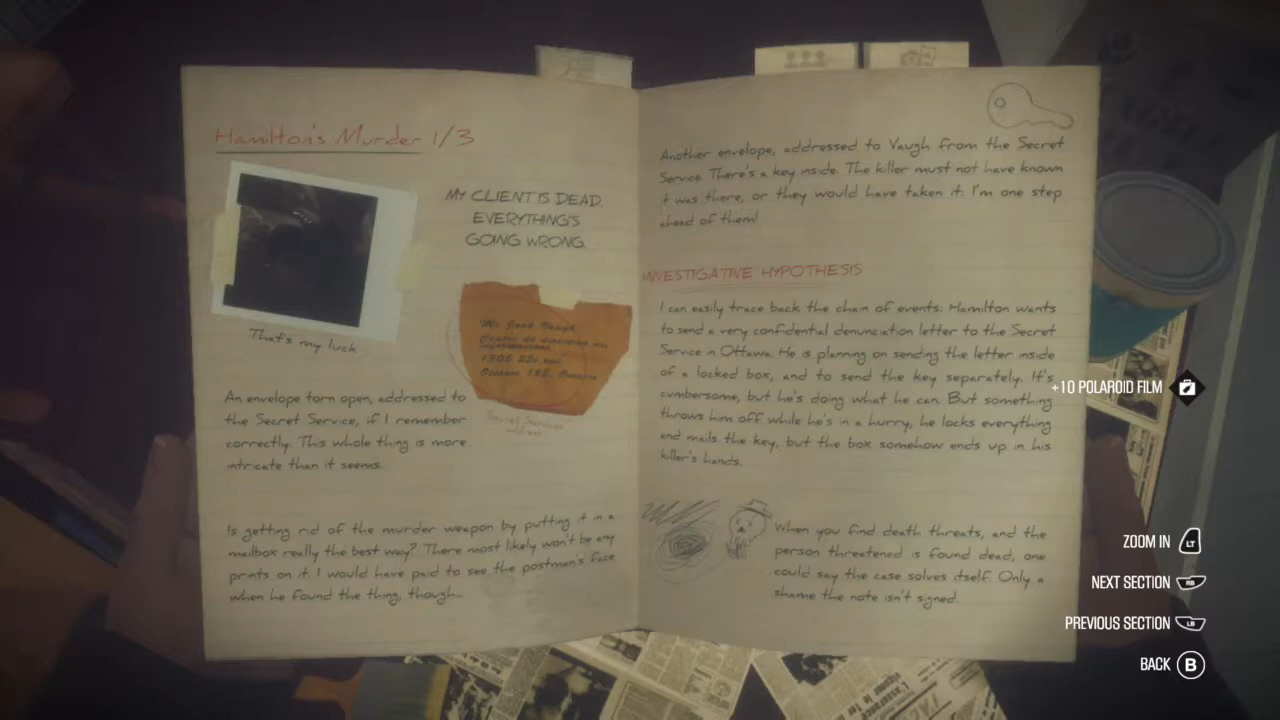 Hamilton's Murder 1/3
MY CLIENT IS DEAD.
EVERYTHING'S
GOING WRONG.
That's my luck
An envelope torn open, addressed to
the Secret Service, if I remember
correctly. This whole thing is more
intricate than it seems.
Is getting rid of the murder weapon by putting it in a
mailbox really the best way? There most likely won't be any
prints on it. I would have paid to see the postman's face
when he found the thing, though...
Another envelope, addressed to Vaugh from the Secret
Service. There's a key inside. The killer must not have known
it was there, or they would have taken it. I'm one step
ahead of them!
INVESTIGATIVE HYPOTHESIS
I can easily trace back the chain of events: Hamilton wants
to send a very confidential denunciation letter to the Secret
Service in Ottawa. He is planning on sending the letter inside
of a locked box, and to send the key separately. It's
cumbersome, but he's doing what he can. But something
throws him off while he's in a hurry, he locks everything
and mails the key, but the box somehow ends up in his
killer's hands.
When you find death threats, and the
person threatened is found dead, one
could say the case solves itself. Only a
shame the note isn't signed.
+10 POLAROID FILM
ZOOM IN LT
NEXT SECTION RB
PREVIOUS SECTION LB
BACK B